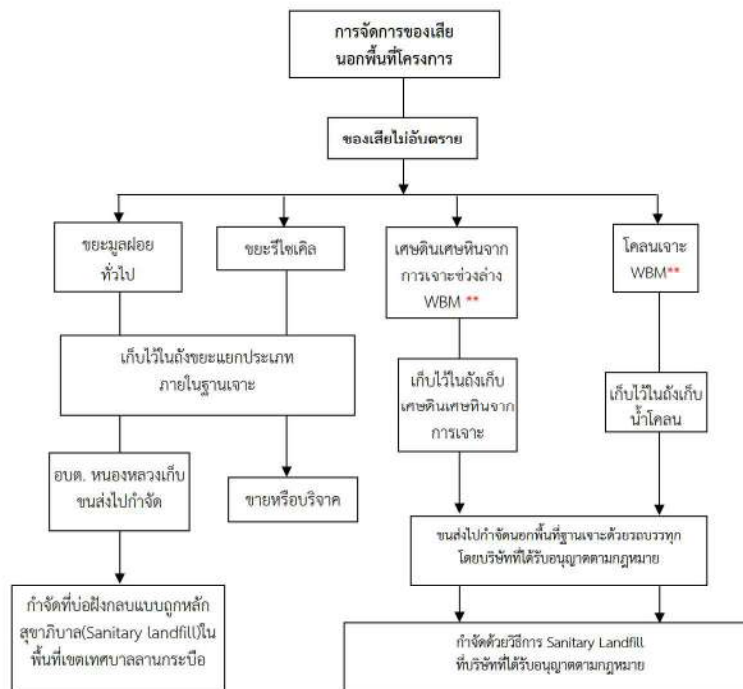 การจัดการของเสีย
นอกพื้นที่โครงการ
ของเสียไม่อันตราย
ขยะมูลฝอย
ทั่วไป
ขยะรีไซเคิล
เศษดินเศษหินจาก
การเจาะช่วงล่าง
WBM **
โคลนเจาะ
WBM**
เก็บไว้ในถังขยะแยกประเภท
ภายในฐานเจาะ
เก็บไว้ในถังเก็บ
เศษดินเศษหินจาก
การเจาะ
เก็บไว้ในถังเก็บ
น้ำโคลน
อบต. หนองหลวงเก็บ
ขนส่งไปกำจัด
ขายหรือบริจาค
ขนส่งไปกำจัดนอกพื้นที่ฐานเจาะด้วยรถบรรทุก
โดยบริษัทที่ได้รับอนุญาตตามกฎหมาย
กำจัดที่บ่อฝังกลบแบบถูกหลัก
สุขาภิบาล(Sanitary landfill)ใน
พื้นที่เขตเทศบาลลานกระบือ
กำจัดด้วยวิธีการ Sanitary Landfill
ที่บริษัทที่ได้รับอนุญาตตามกฎหมาย